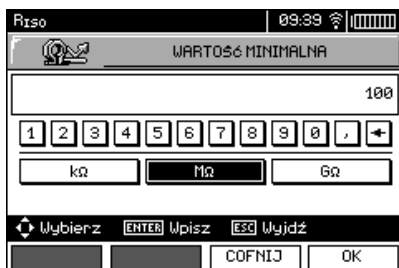 RISO 09:39
WARTOŚĆ MINIMALNA
100
1 2 3 4 5 6 7 8 9 0 , ←
kΩ MΩ GΩ
Wybierz ENTER Wpisz ESC Wyjdź
COFNIJ OK